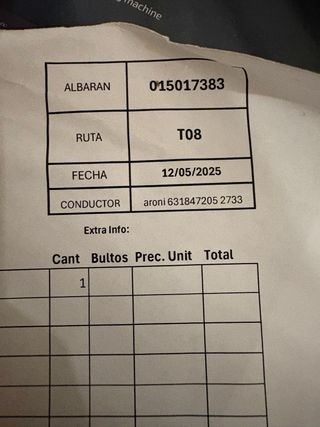 machine
ALBARAN 015017383
RUTA T08
FECHA 12/05/2025
CONDUCTOR aroni 631847205 2733
Extra Info:
Cant Bultos Prec. Unit Total
1